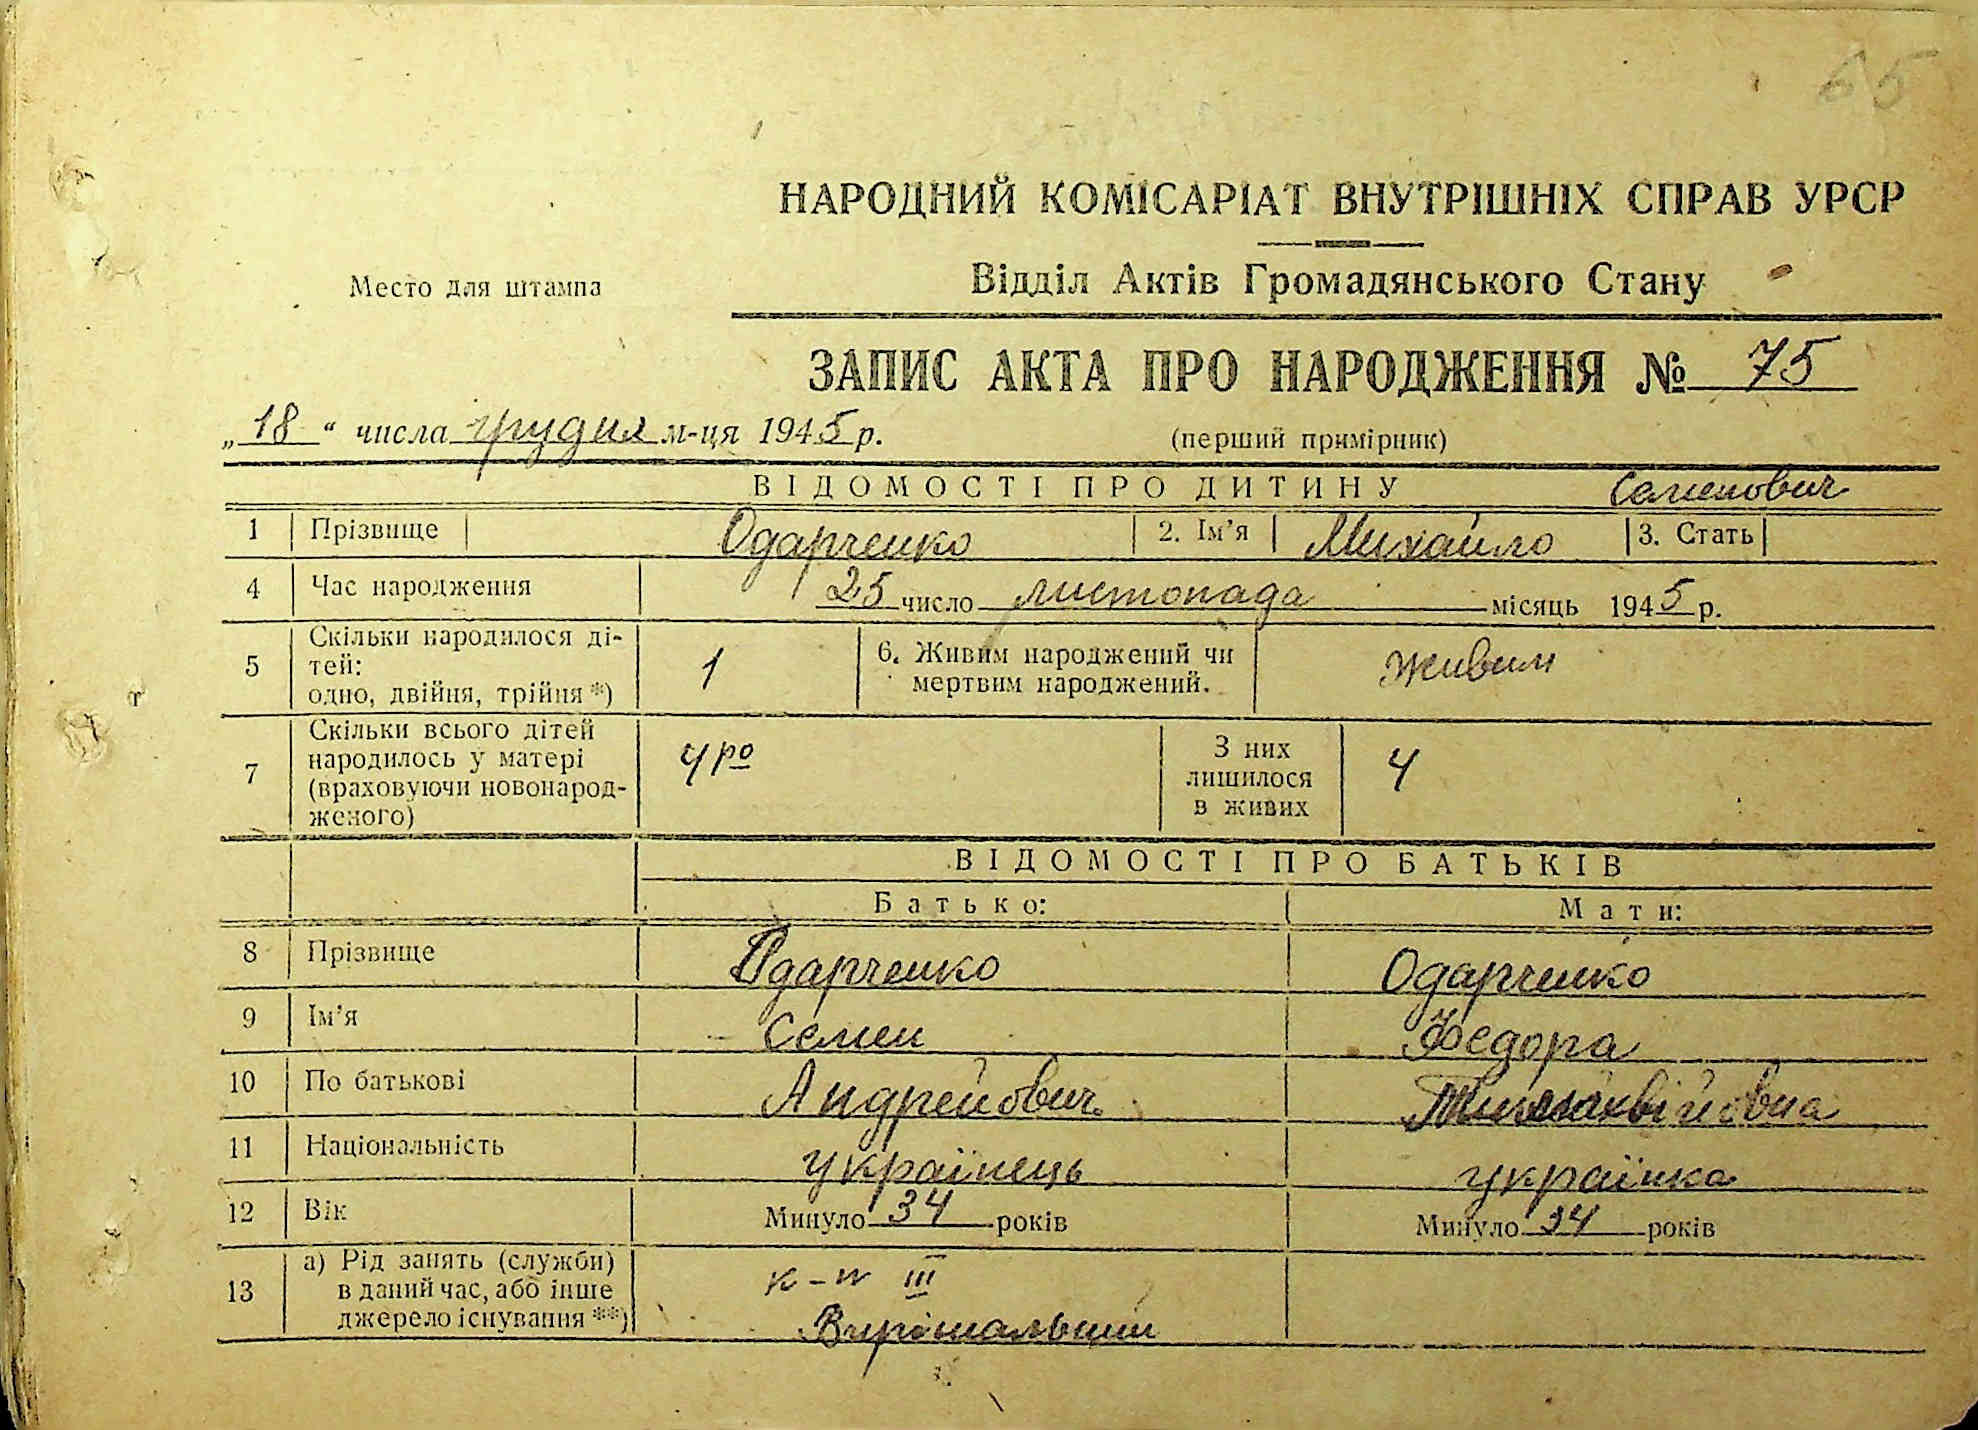 65
НАРОДНИЙ КОМІСАРІАТ ВНУТРІШНІХ СПРАВ УРСР
Место для штампа
Відділ Актів Громадянського Стану
ЗАПИС АКТА ПРО НАРОДЖЕННЯ № 75
„18“ числа грудня м-ця 1945 р.
(перший примірник)
ВІДОМОСТІ ПРО ДИТИНУ Семенович
1 Прізвище Одарченко 2. Ім’я Михайло 3. Стать
4 Час народження 25 число листопада місяць 1945 р.
5 Скільки народилося ді-
тей:
одно, двійня, трійня *) 1
6. Живим народжений чи
мертвим народжений. живим
7 Скільки всього дітей
народилось у матері
(враховуючи новонарод-
женого) 4ро
З них
лишилося
в живих 4
ВІДОМОСТІ ПРО БАТЬКІВ
Батько: Мати:
8 Прізвище Одарченко Одарченко
9 Ім’я Семен Федора
10 По батькові Андрейович
11 Національність українець українка
12 Вік Минуло 34 років Минуло 34 років
13 а) Рід занять (служби)
в даний час, або інше
джерело існування **)
к-п III